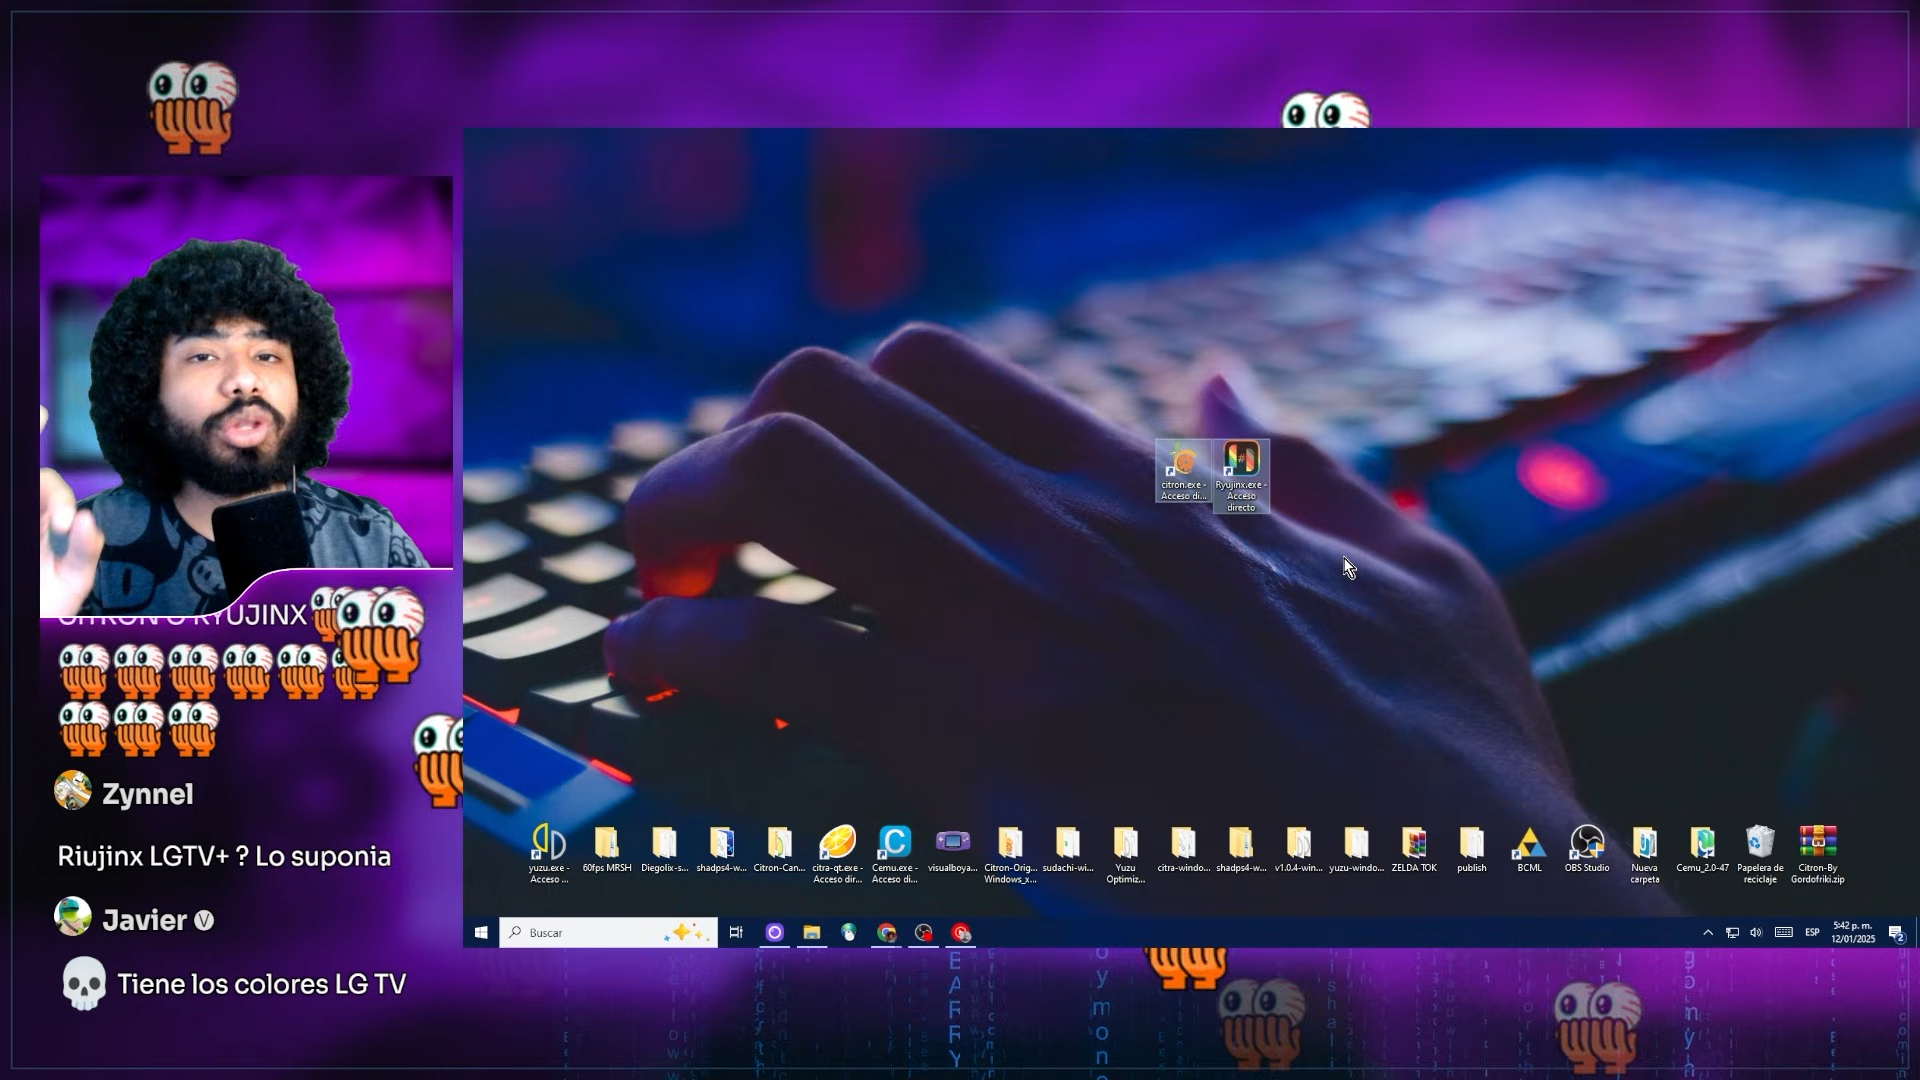 citron.exe -
Acceso di...
Ryujinx.exe -
Acceso
directo
CITRON O RYUJINX
Zynnel
Riujinx LGTV+ ? Lo suponia
Javier V
Tiene los colores LG TV
yuzu.exe -
Acceso ...
60fps MRSH
Diegolix-s...
shadps4-w...
Citron-Can...
citra-qt.exe -
Acceso dir...
Cemu.exe -
Acceso di...
visualboya...
Citron-Orig...
Windows_x...
sudachi-wi...
Yuzu
Optimiz...
citra-windo...
shadps4-w...
v1.0.4-win...
yuzu-windo...
ZELDA TOK
publish
BCML
OBS Studio
Nueva
carpeta
Cemu_2.0-47
Papelera de
reciclaje
Citron-By
Gordofriki.zip
Buscar
ESP
5:42 p. m.
12/01/2025
2
E
A
R
R
Y
o
y
m
o
n